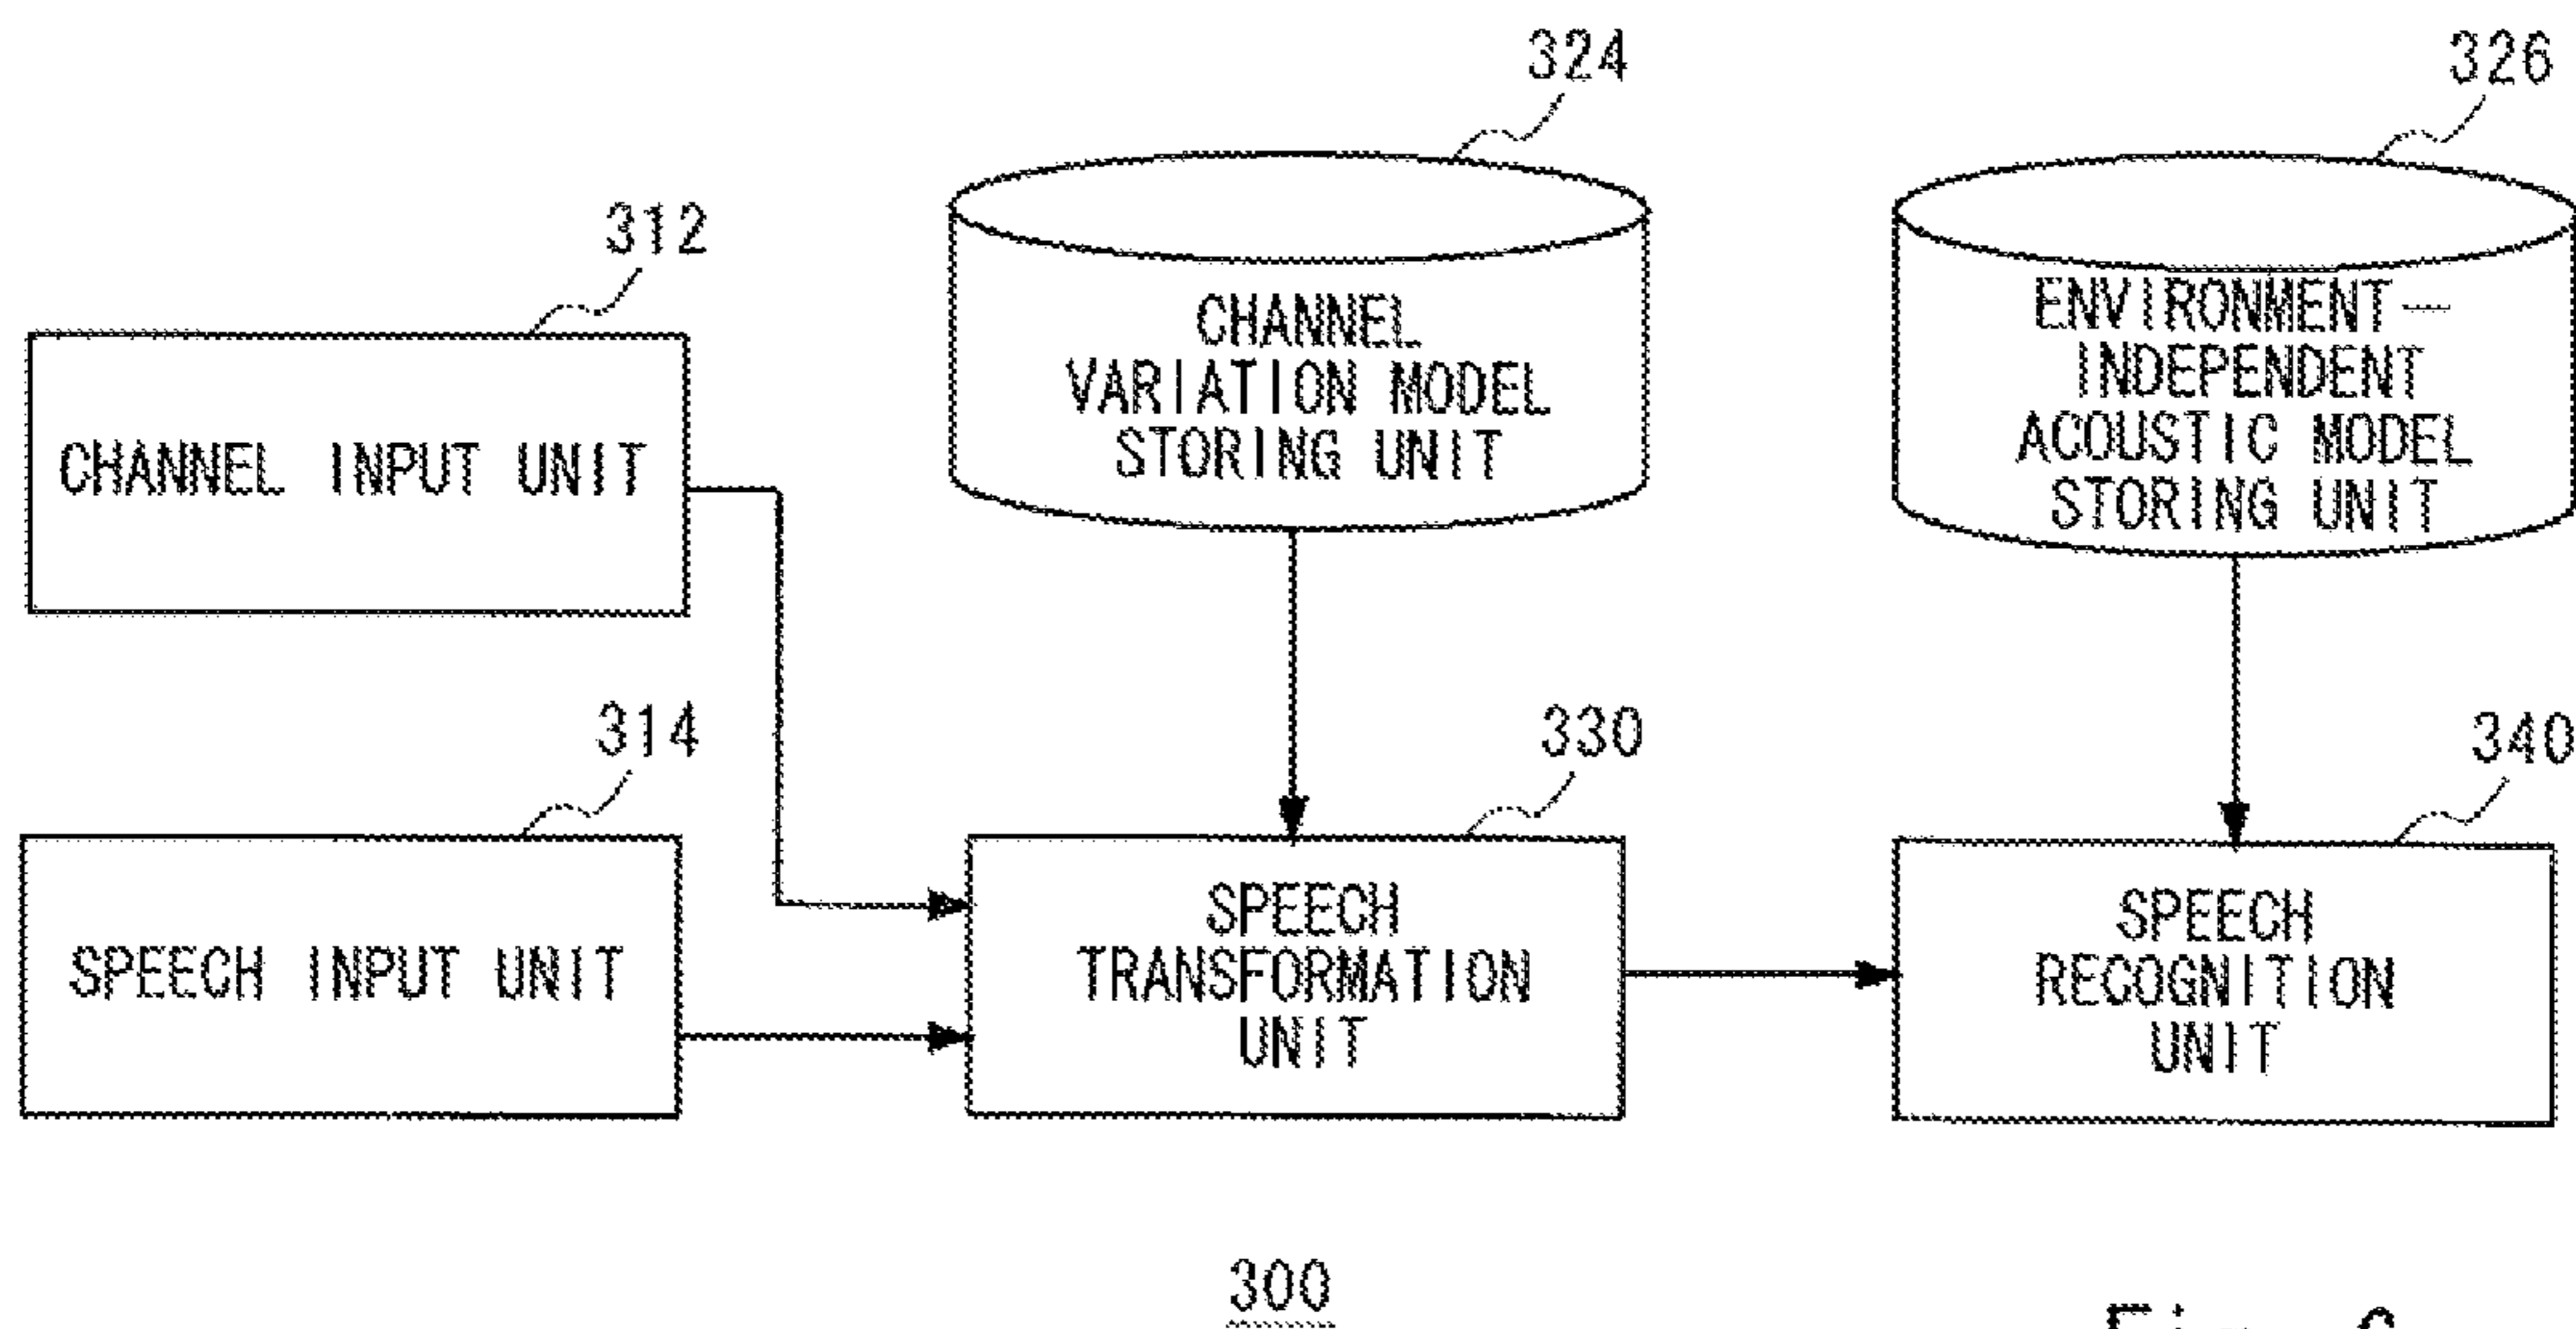 324
326
312
CHANNEL
VARIATION MODEL
STORING UNIT
ENVIRONMENT-
INDEPENDENT
ACOUSTIC MODEL
STORING UNIT
CHANNEL INPUT UNIT
314
330
340
SPEECH INPUT UNIT
SPEECH
TRANSFORMATION
UNIT
SPEECH
RECOGNITION
UNIT
300